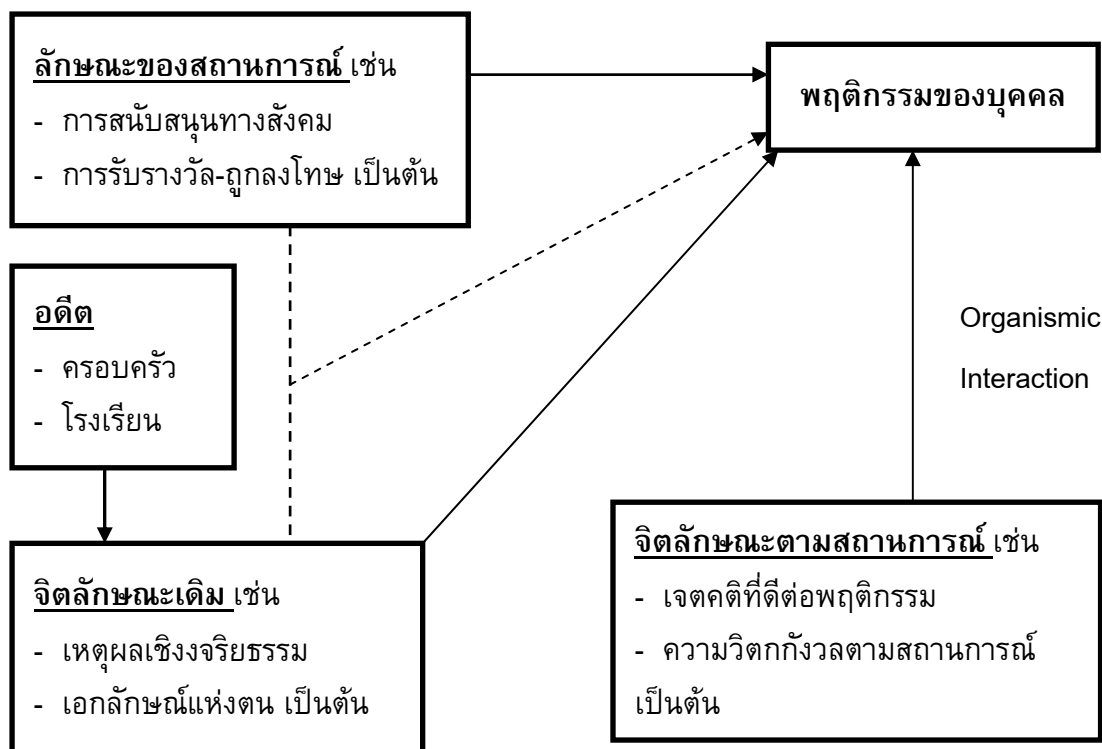 ลักษณะของสถานการณ์ เช่น
- การสนับสนุนทางสังคม
- การรับรางวัล-ถูกลงโทษ เป็นต้น
พฤติกรรมของบุคคล
อดีต
- ครอบครัว
- โรงเรียน
Organismic
Interaction
จิตลักษณะเดิม เช่น
- เหตุผลเชิงงจริยธรรม
- เอกลักษณ์แห่งตน เป็นต้น
จิตลักษณะตามสถานการณ์ เช่น
- เจตคติที่ดีต่อพฤติกรรม
- ความวิตกกังวลตามสถานการณ์
เป็นต้น